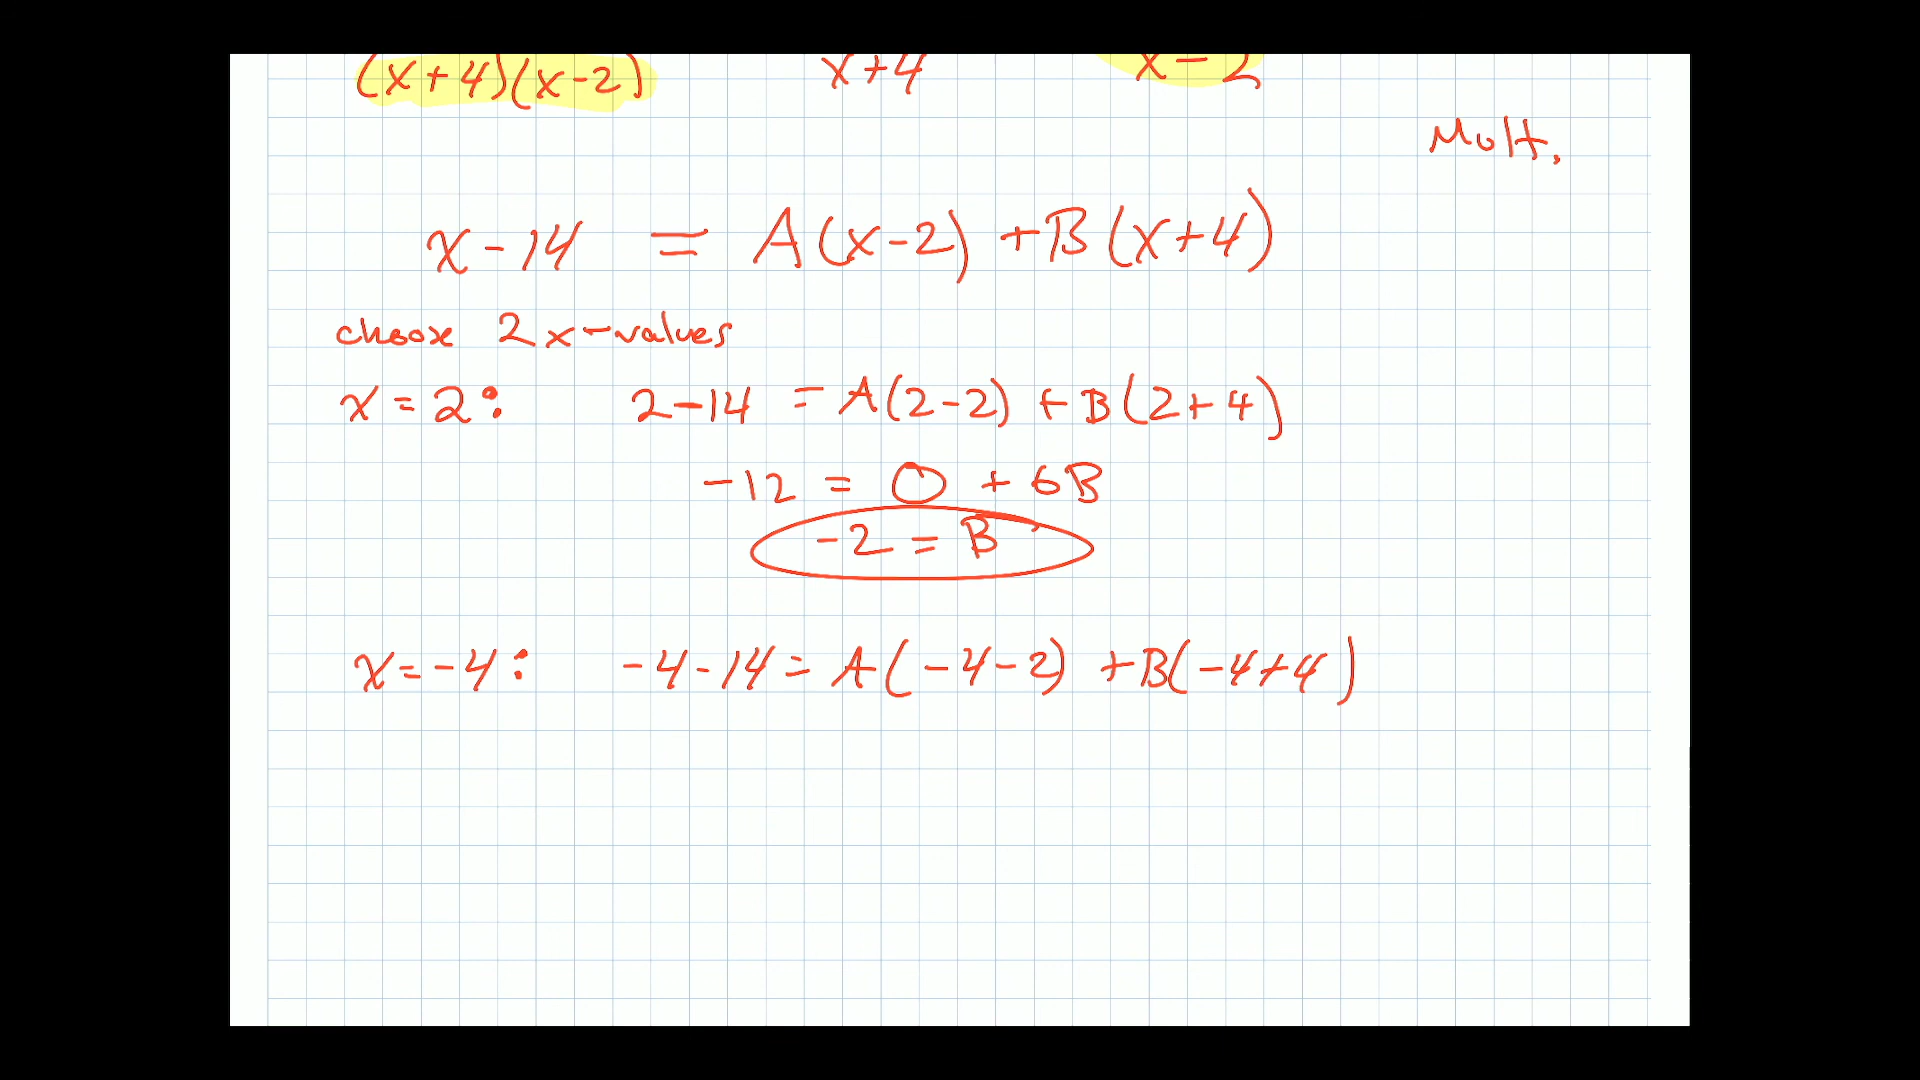 (x+4)(x-2) x+4 x-2
Mult.
x-14 = A(x-2) +B(x+4)
choose 2 x-values
x=2: 2-14 = A(2-2) + B(2+4)
-12 = 0 + 6B
-2 = B
x=-4: -4-14= A(-4-2) +B(-4+4)